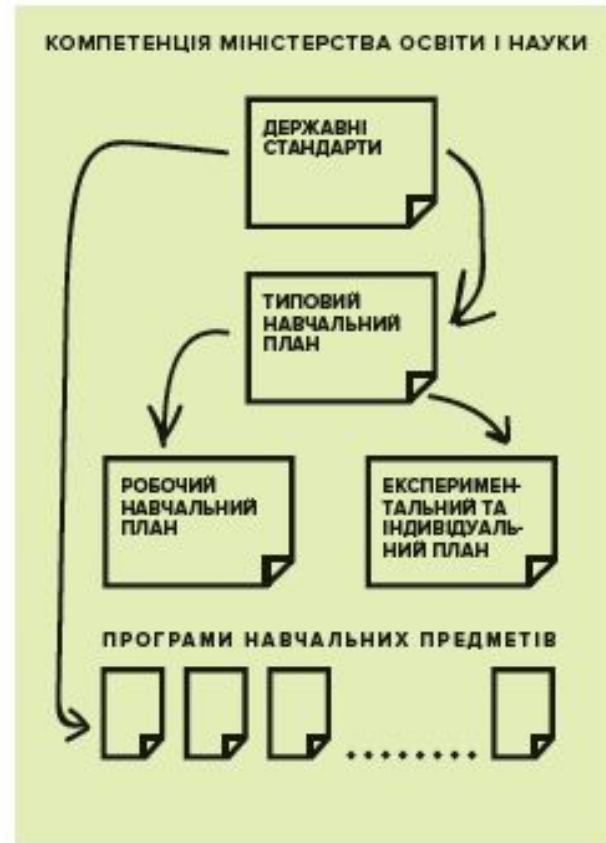 КОМПЕТЕНЦІЯ МІНІСТЕРСТВА ОСВІТИ І НАУКИ
ДЕРЖАВНІ
СТАНДАРТИ
ТИПОВИЙ
НАВЧАЛЬНИЙ
ПЛАН
РОБОЧИЙ
НАВЧАЛЬНИЙ
ПЛАН
ЕКСПЕРИМЕН-
ТАЛЬНИЙ ТА
ІНДИВІДУАЛЬ-
НИЙ ПЛАН
ПРОГРАМИ НАВЧАЛЬНИХ ПРЕДМЕТІВ